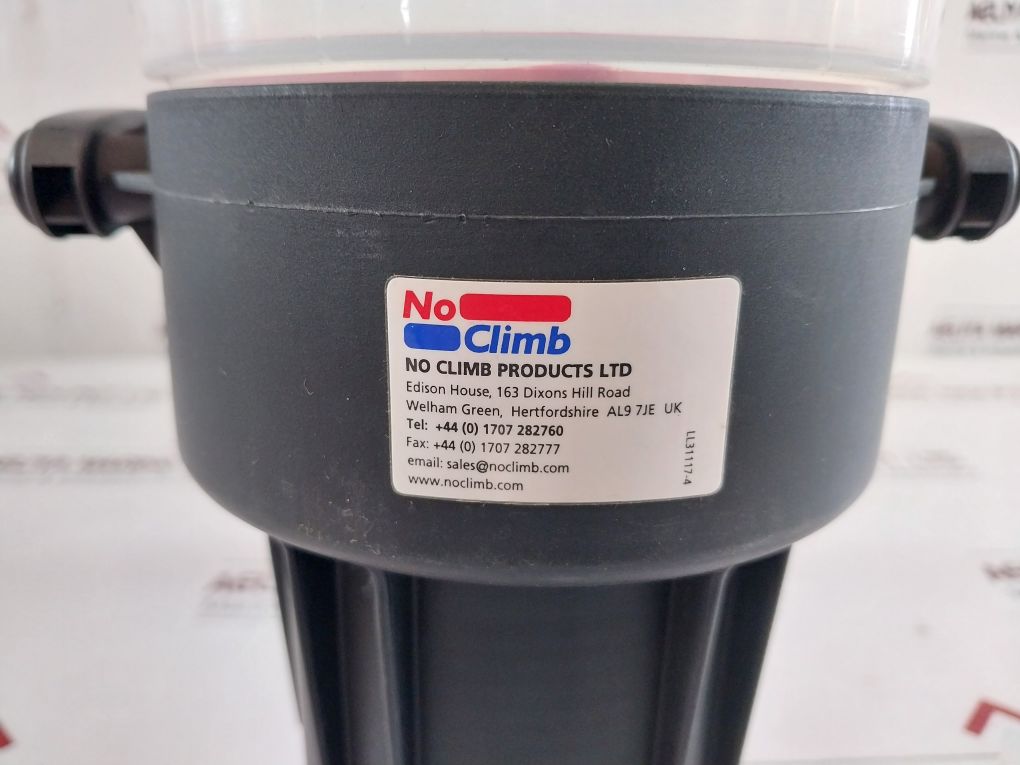 No
Climb
NO CLIMB PRODUCTS LTD
Edison House, 163 Dixons Hill Road
Welham Green, Hertfordshire AL9 7JE UK
Tel: +44 (0) 1707 282760
Fax: +44 (0) 1707 282777
email: sales@noclimb.com
www.noclimb.com
LL31117-4